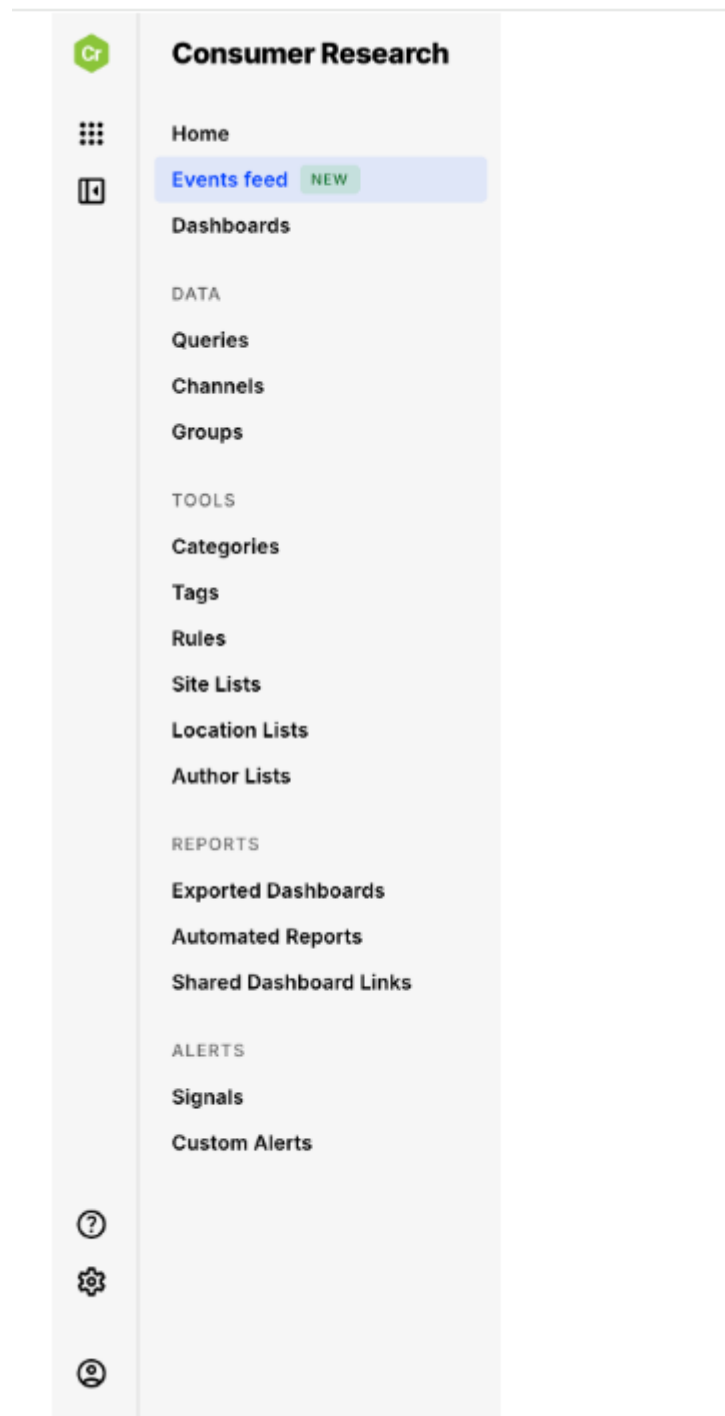 Cr
Consumer Research
Home
Events feed NEW
Dashboards
DATA
Queries
Channels
Groups
TOOLS
Categories
Tags
Rules
Site Lists
Location Lists
Author Lists
REPORTS
Exported Dashboards
Automated Reports
Shared Dashboard Links
ALERTS
Signals
Custom Alerts
?